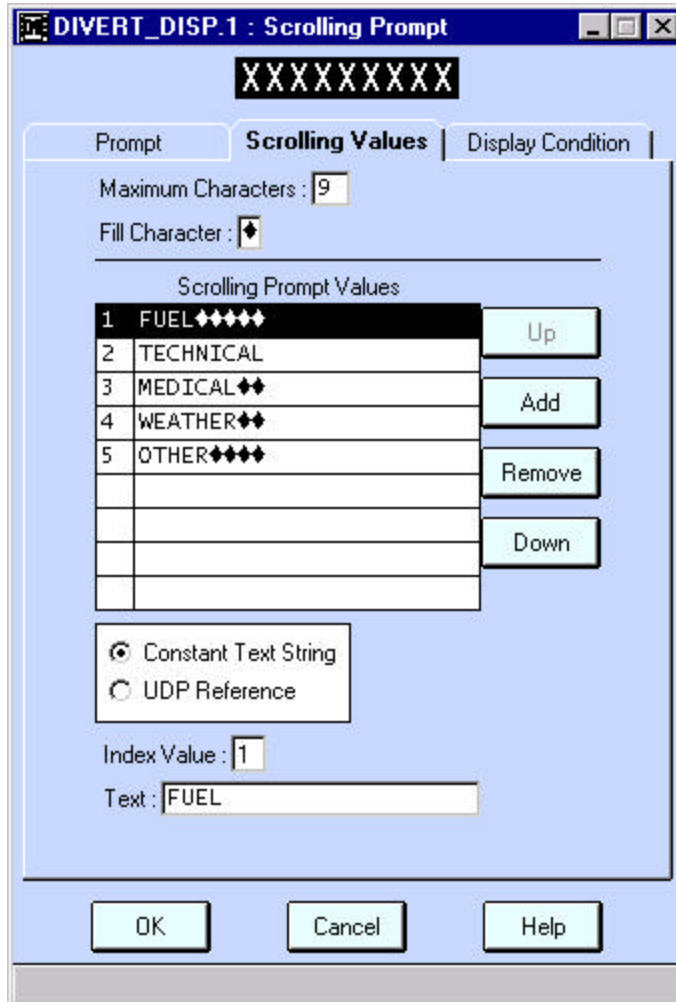 DIVERT_DISP.1 : Scrolling Prompt
XXXXXXXXX
Prompt Scrolling Values Display Condition
Maximum Characters : 9
Fill Character : ♦
Scrolling Prompt Values
1 FUEL♦♦♦♦♦
Up
2 TECHNICAL
3 MEDICAL♦♦
Add
4 WEATHER♦♦
5 OTHER♦♦♦♦
Remove
Down
Constant Text String
UDP Reference
Index Value : 1
Text : FUEL
OK Cancel Help